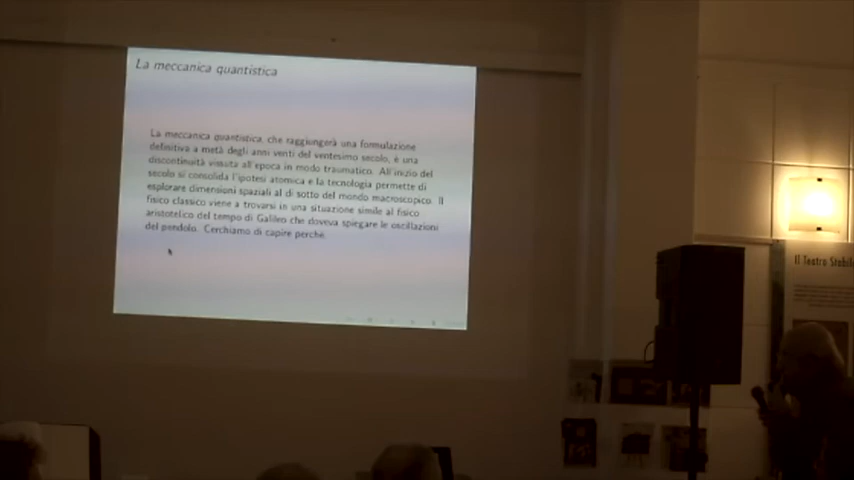 La meccanica quantistica
La meccanica quantistica, che raggiungerà una formulazione
definitiva a metà degli anni venti del ventesimo secolo, è una
discontinuità vissuta all'epoca in modo traumatico. All'inizio del
secolo si consolida l'ipotesi atomica e la tecnologia permette di
esplorare dimensioni spaziali al di sotto del mondo macroscopico. Il
fisico classico viene a trovarsi in una situazione simile al fisico
aristotelico del tempo di Galileo che doveva spiegare le oscillazioni
del pendolo. Cerchiamo di capire perchè.
Il Teatro Stabil